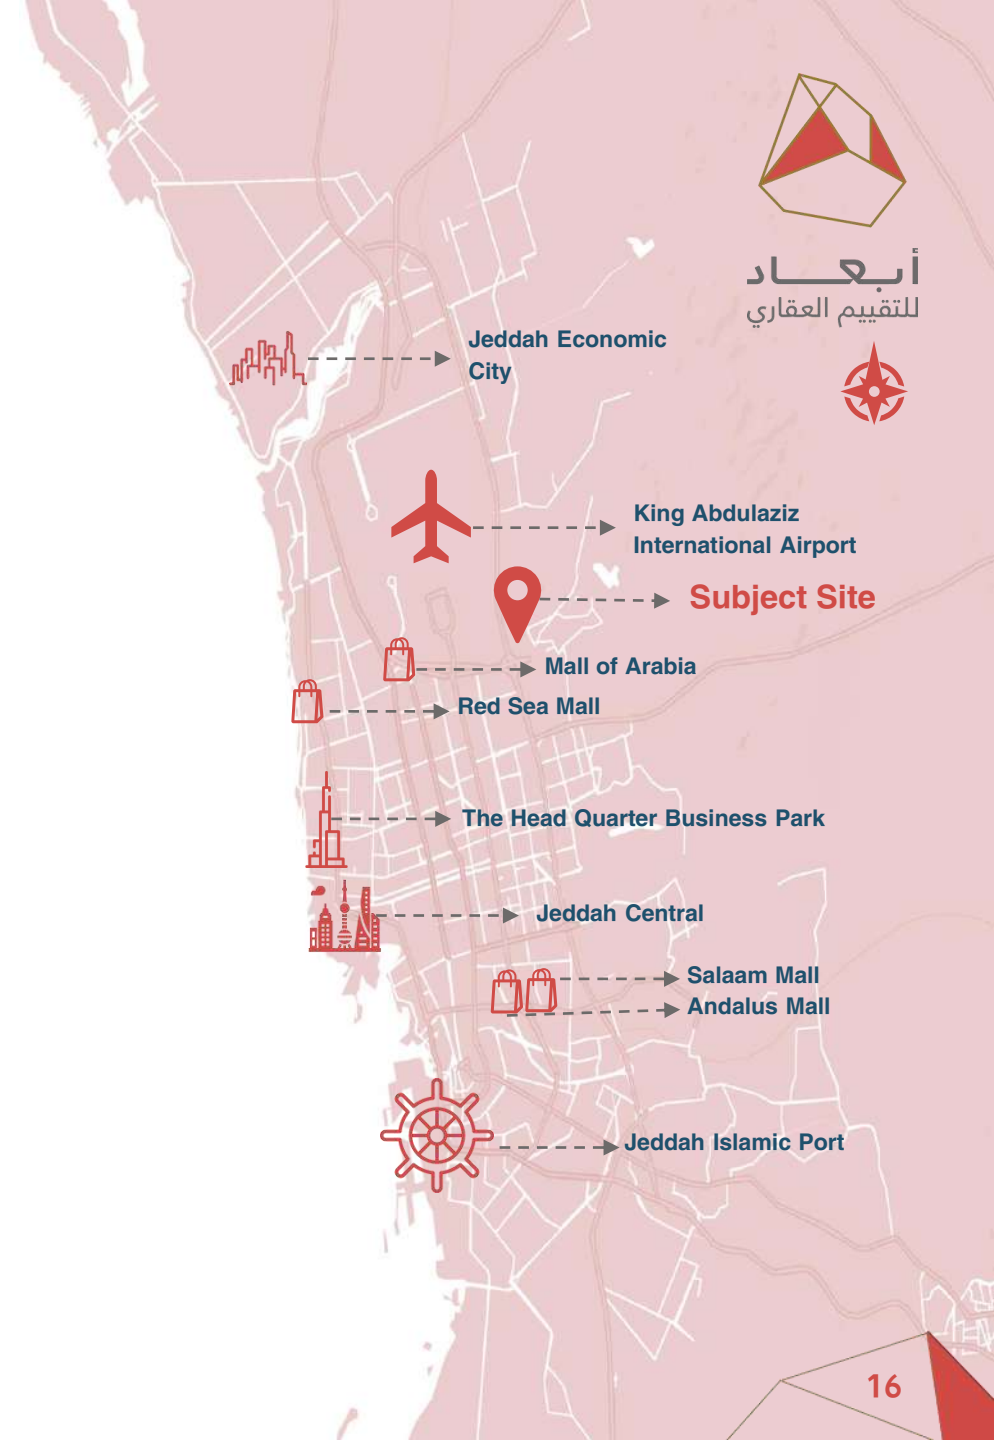 أبعاد
للتقييم العقاري
Jeddah Economic
City
King Abdulaziz
International Airport
Subject Site
Mall of Arabia
Red Sea Mall
The Head Quarter Business Park
Jeddah Central
Salaam Mall
Andalus Mall
Jeddah Islamic Port
16